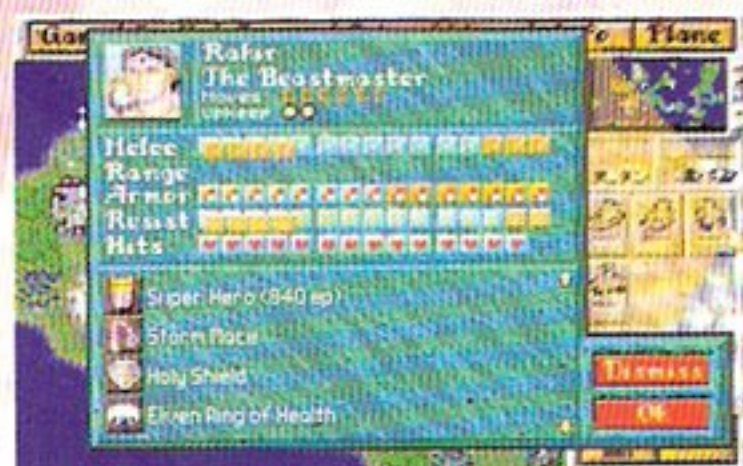 Plane
Rakir
The Beastmaster
Moves
Upkeep
Melee
Range
Armor
Resist
Hits
Super Hero (840 ep)
Storm Mace
Holy Shield
Elven Ring of Health
Dismiss
OK